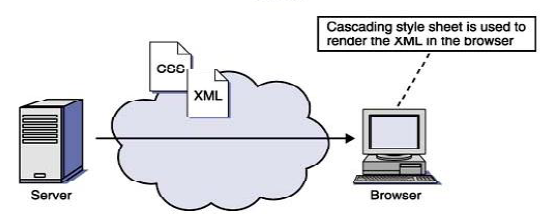 Cascading style sheet is used to
render the XML in the browser
CSS
XML
Server
Browser